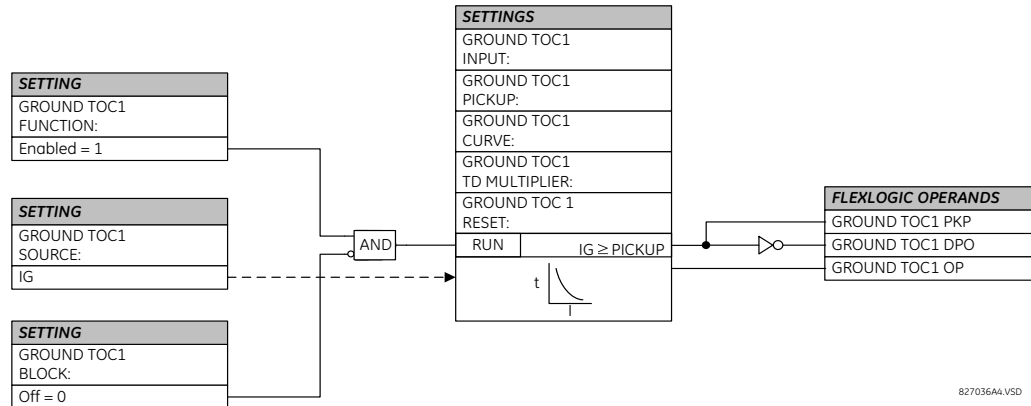 SETTING
GROUND TOC1
FUNCTION:
Enabled = 1
SETTING
GROUND TOC1
SOURCE:
IG
SETTING
GROUND TOC1
BLOCK:
Off = 0
AND
SETTINGS
GROUND TOC1
INPUT:
GROUND TOC1
PICKUP:
GROUND TOC1
CURVE:
GROUND TOC1
TD MULTIPLIER:
GROUND TOC 1
RESET:
RUN
IG ≥ PICKUP
t
I
FLEXLOGIC OPERANDS
GROUND TOC1 PKP
GROUND TOC1 DPO
GROUND TOC1 OP
827036A4.VSD